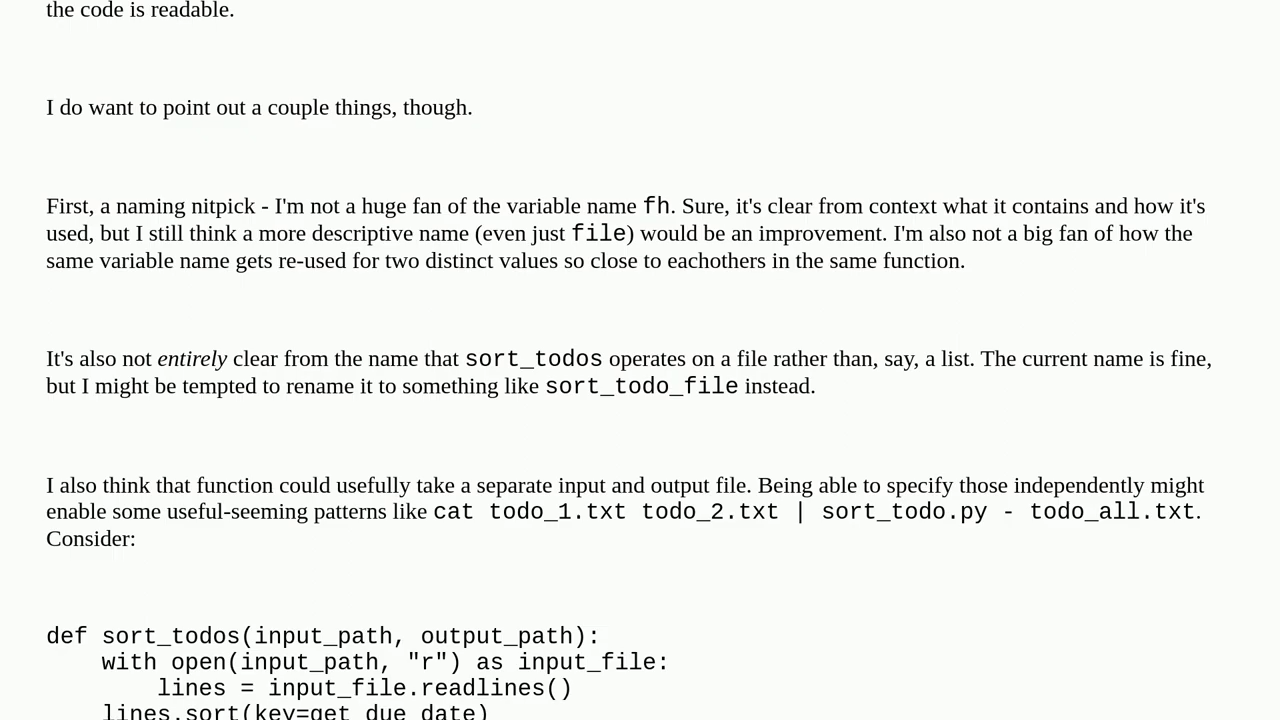 the code is readable.
I do want to point out a couple things, though.
First, a naming nitpick - I'm not a huge fan of the variable name fh. Sure, it's clear from context what it contains and how it's
used, but I still think a more descriptive name (even just file) would be an improvement. I'm also not a big fan of how the
same variable name gets re-used for two distinct values so close to eachothers in the same function.
It's also not entirely clear from the name that sort_todos operates on a file rather than, say, a list. The current name is fine,
but I might be tempted to rename it to something like sort_todo_file instead.
I also think that function could usefully take a separate input and output file. Being able to specify those independently might
enable some useful-seeming patterns like cat todo_1.txt todo_2.txt | sort_todo.py - todo_all.txt.
Consider:
def sort_todos(input_path, output_path):
    with open(input_path, "r") as input_file:
        lines = input_file.readlines()
    lines.sort(key=get_due_date)